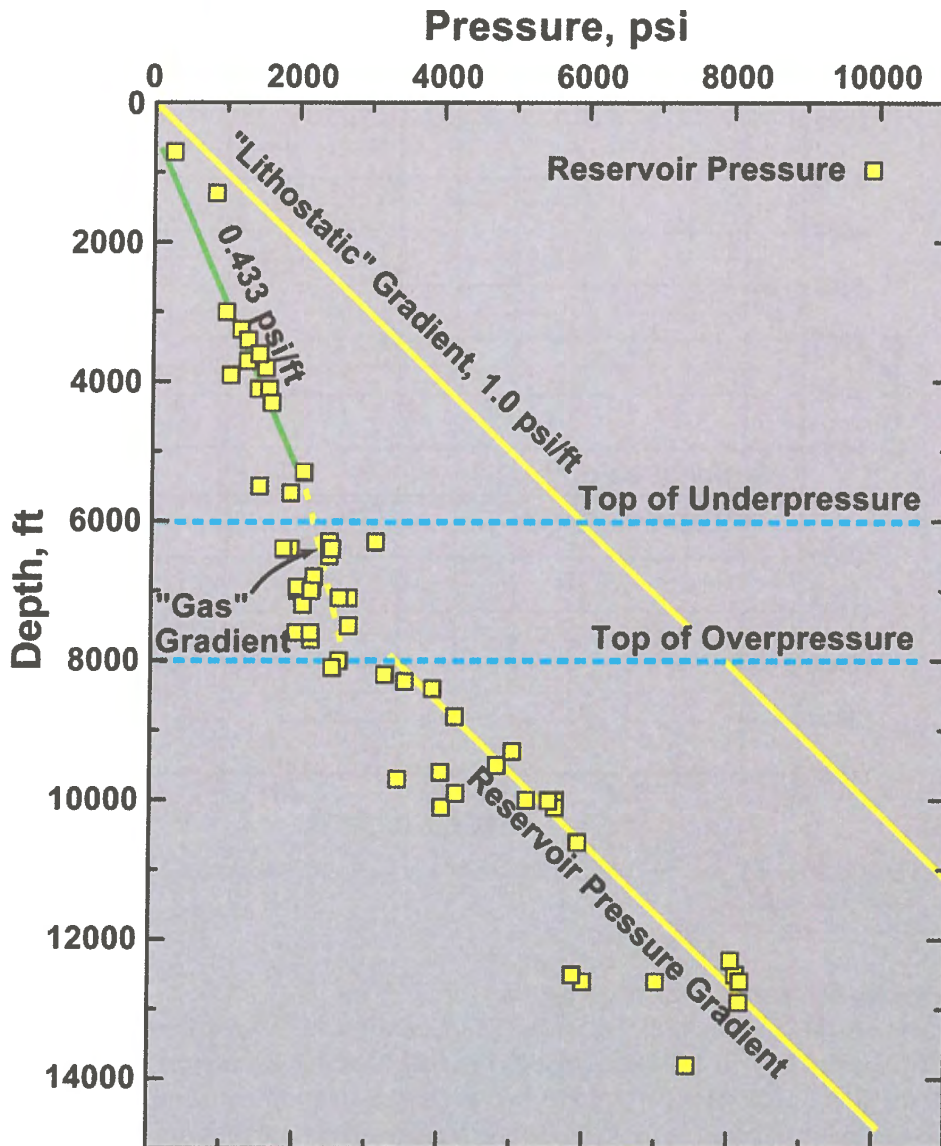 Pressure, psi
0 2000 4000 6000 8000 10000
Depth, ft
0
2000
4000
6000
8000
10000
12000
14000
Reservoir Pressure
"Lithostatic" Gradient, 1.0 psi/ft
0.433 psi/ft
Top of Underpressure
"Gas"
Gradient
Top of Overpressure
Reservoir Pressure Gradient